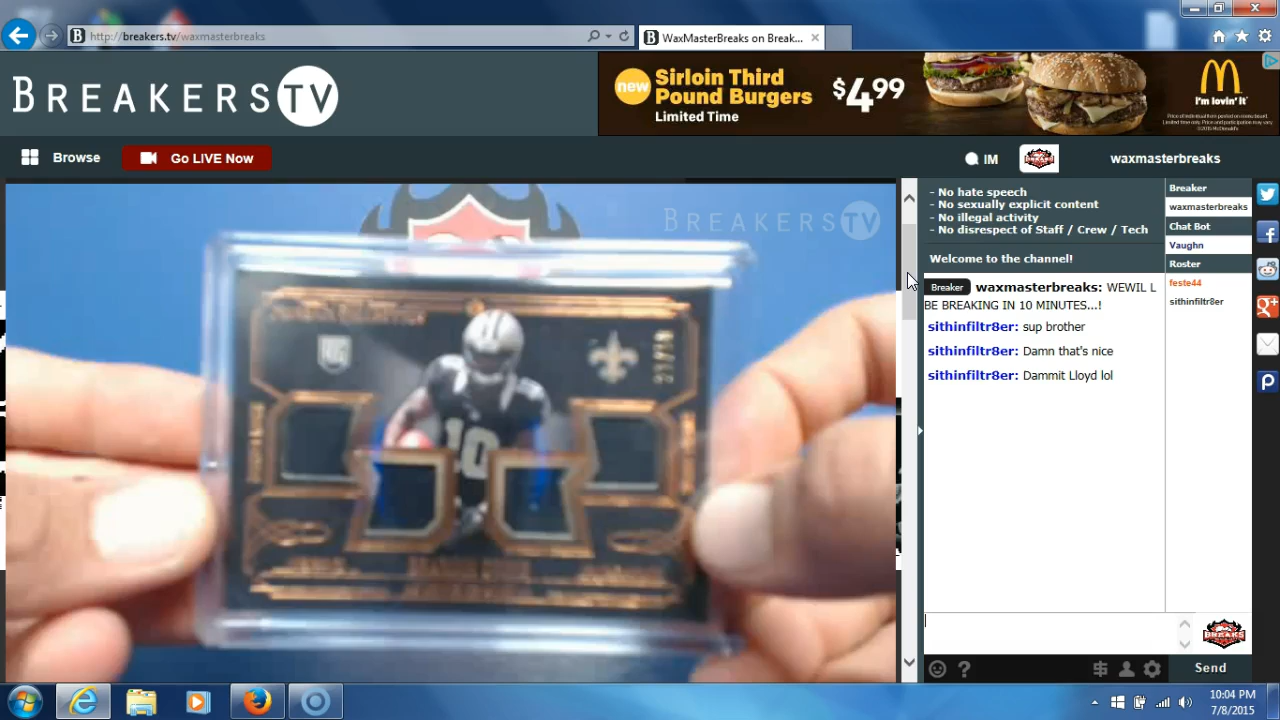 http://breakers.tv/waxmasterbreaks
WaxMasterBreaks on Break...
BREAKERSTV
new
Sirloin Third
Pound Burgers
Limited Time
$4.99
i'm lovin' it
Browse
Go LIVE Now
IM
waxmasterbreaks
BREAKERSTV
10
- No hate speech
- No sexually explicit content
- No illegal activity
- No disrespect of Staff / Crew / Tech
Welcome to the channel!
Breaker waxmasterbreaks: WEWIL L
BE BREAKING IN 10 MINUTES...!
sithinfiltr8er: sup brother
sithinfiltr8er: Damn that's nice
sithinfiltr8er: Dammit Lloyd lol
Breaker
waxmasterbreaks
Chat Bot
Vaughn
Roster
feste44
sithinfiltr8er
BREAKS
Send
10:04 PM
7/8/2015